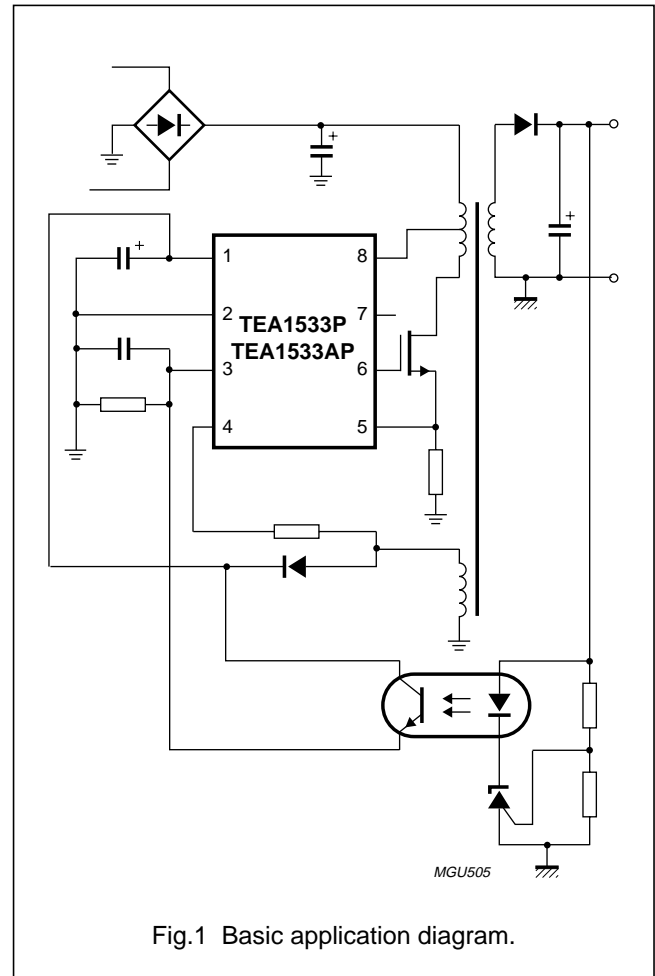 +
+
+
1
8
2
7
TEA1533P
TEA1533AP
3
6
4
5
MGU505
Fig.1 Basic application diagram.